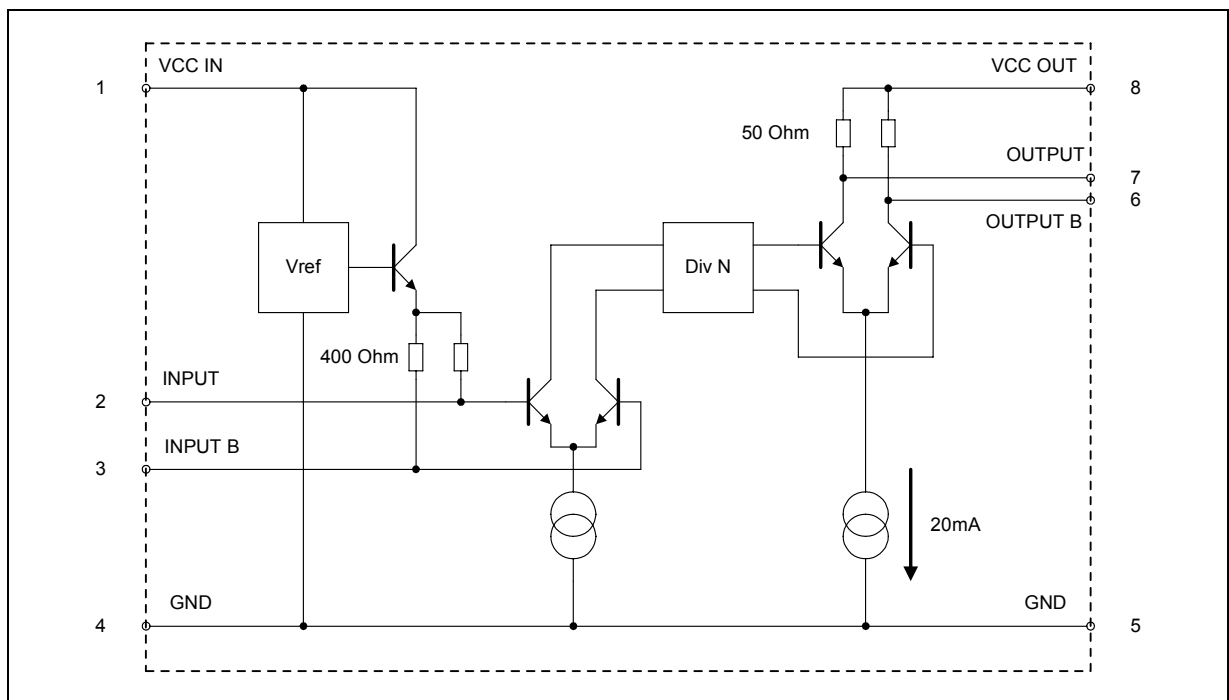 VCC IN
VCC OUT
1
8
50 Ohm
OUTPUT
7
6
OUTPUT B
Vref
Div N
400 Ohm
INPUT
2
INPUT B
3
20mA
GND
GND
4
5